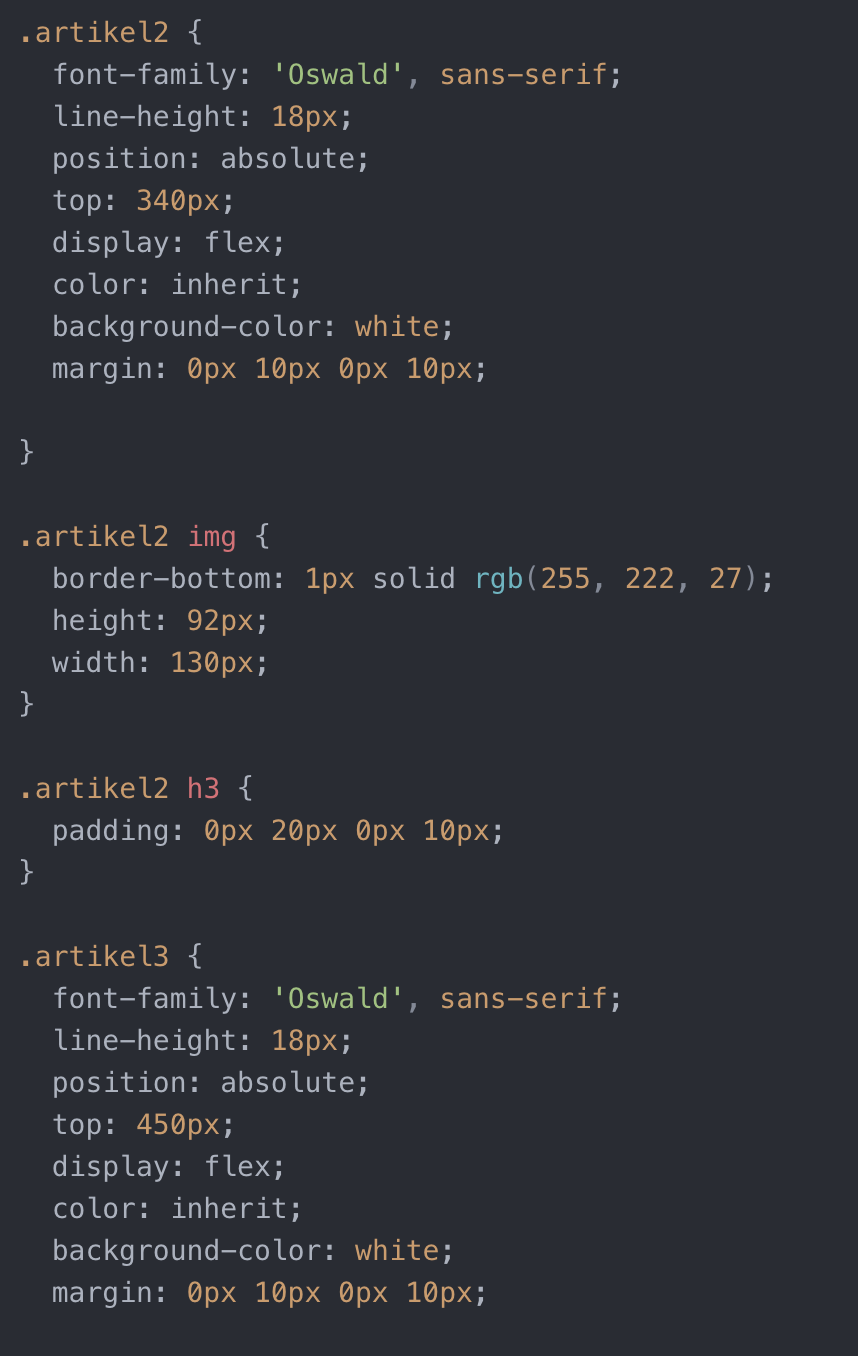 .artikel2 {
  font-family: 'Oswald', sans-serif;
  line-height: 18px;
  position: absolute;
  top: 340px;
  display: flex;
  color: inherit;
  background-color: white;
  margin: 0px 10px 0px 10px;
}
.artikel2 img {
  border-bottom: 1px solid rgb(255, 222, 27);
  height: 92px;
  width: 130px;
}
.artikel2 h3 {
  padding: 0px 20px 0px 10px;
}
.artikel3 {
  font-family: 'Oswald', sans-serif;
  line-height: 18px;
  position: absolute;
  top: 450px;
  display: flex;
  color: inherit;
  background-color: white;
  margin: 0px 10px 0px 10px;